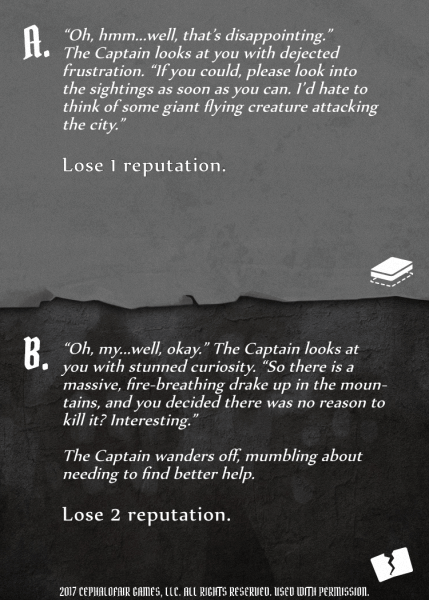 A.
“Oh, hmm...well, that’s disappointing.”
The Captain looks at you with dejected
frustration. “If you could, please look into
the sightings as soon as you can. I’d hate to
think of some giant flying creature attacking
the city.”
Lose 1 reputation.
B.
“Oh, my...well, okay.” The Captain looks at
you with stunned curiosity. “So there is a
massive, fire-breathing drake up in the moun-
tains, and you decided there was no reason to
kill it? Interesting.”
The Captain wanders off, mumbling about
needing to find better help.
Lose 2 reputation.
2017 CEPHALOFAIR GAMES, LLC. ALL RIGHTS RESERVED. USED WITH PERMISSION.